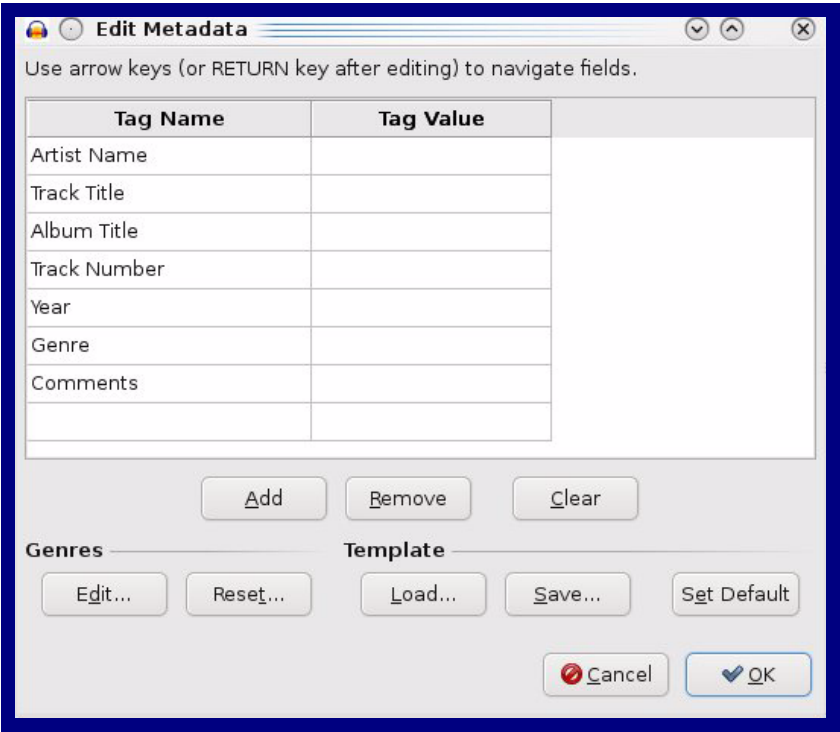 Edit Metadata
Use arrow keys (or RETURN key after editing) to navigate fields.
Tag Name Tag Value
Artist Name
Track Title
Album Title
Track Number
Year
Genre
Comments
Add Remove Clear
Genres Template
Edit... Reset... Load... Save... Set Default
Cancel OK